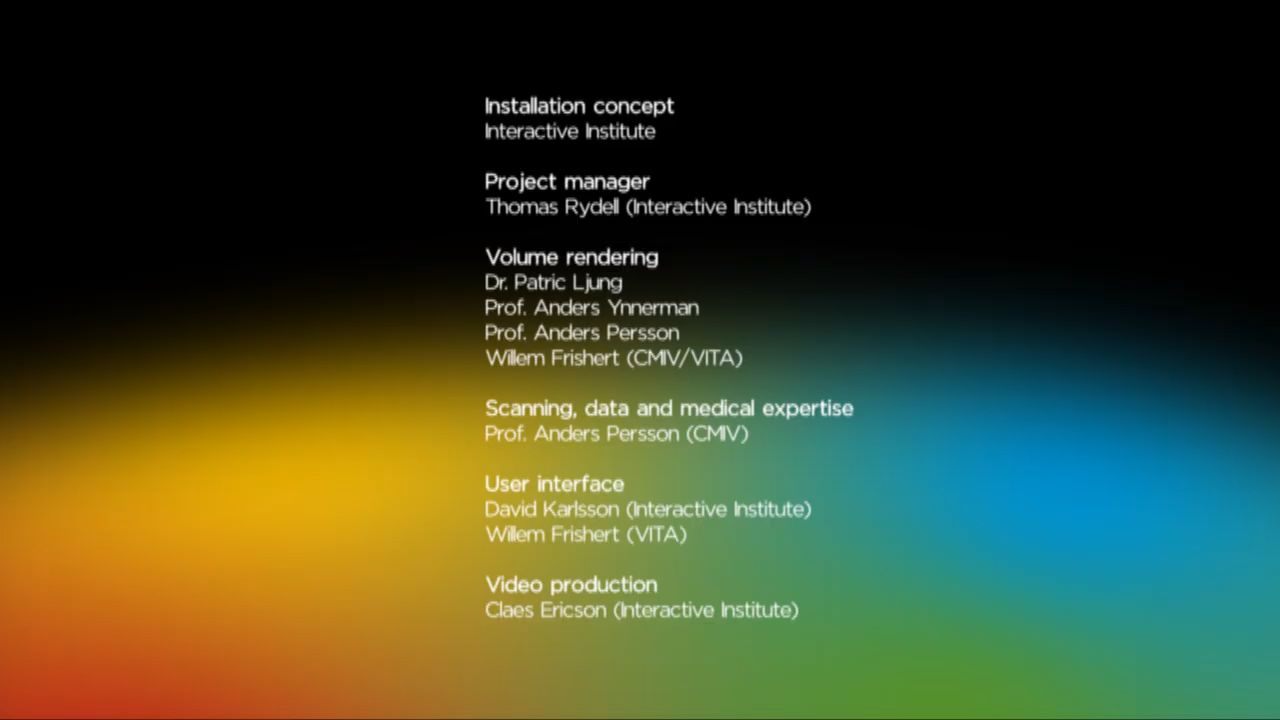 Installation concept
Interactive Institute
Project manager
Thomas Rydell (Interactive Institute)
Volume rendering
Dr. Patric Ljung
Prof. Anders Ynnerman
Prof. Anders Persson
Willem Frishert (CMIV/VITA)
Scanning, data and medical expertise
Prof. Anders Persson (CMIV)
User interface
David Karlsson (Interactive Institute)
Willem Frishert (VITA)
Video production
Claes Ericson (Interactive Institute)